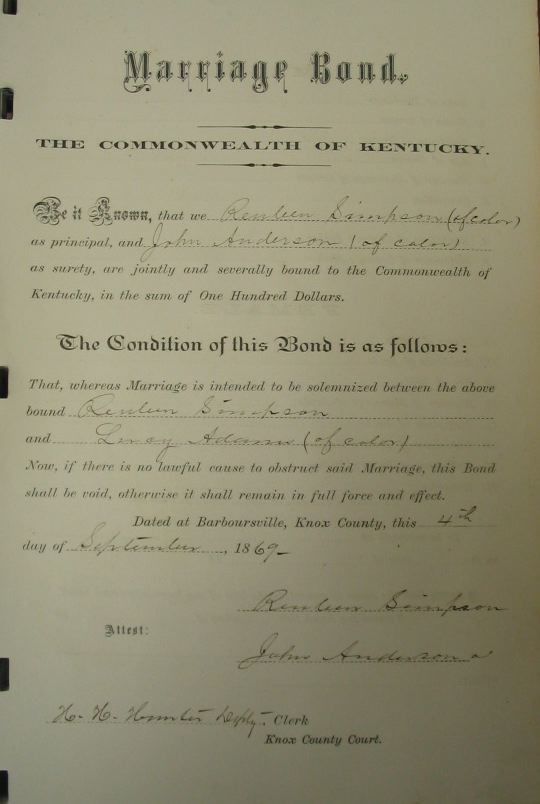 Marriage Bond.
THE COMMONWEALTH OF KENTUCKY.
Be it Known, that we Reuben Simpson (of color)
as principal, and John Anderson (of color)
as surety, are jointly and severally bound to the Commonwealth of
Kentucky, in the sum of One Hundred Dollars.
The Condition of this Bond is as follows:
That, whereas Marriage is intended to be solemnized between the above
bound Reuben Simpson
and Adams (of color)
Now, if there is no lawful cause to obstruct said Marriage, this Bond
shall be void, otherwise it shall remain in full force and effect.
Dated at Barboursville, Knox County, this 4th
day of September, 1869
Reuben Simpson
Attest:
John Anderson
H. H. Hunter Dpty. Clerk
Knox County Court.